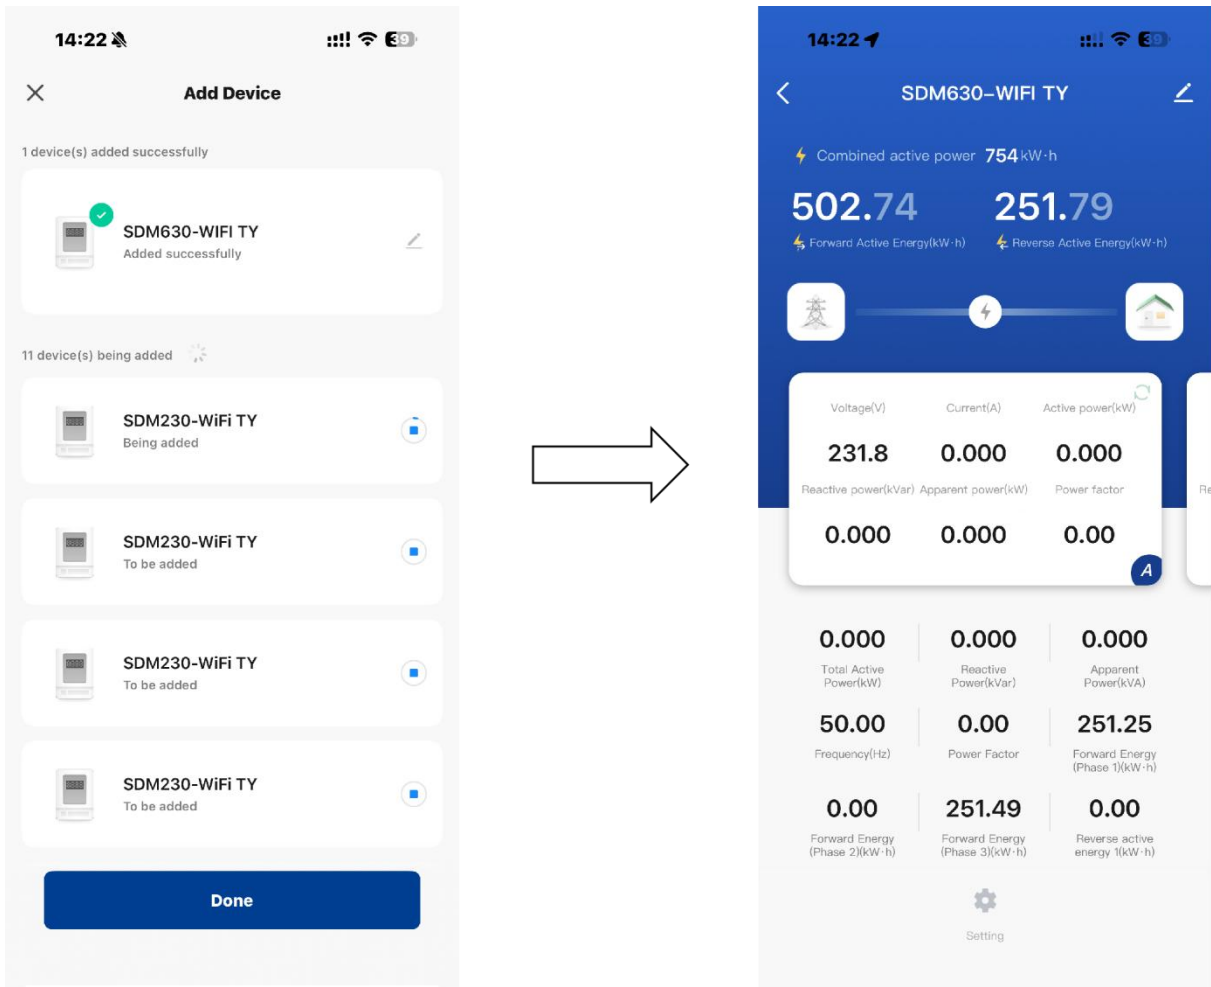 14:22
39
Add Device
1 device(s) added successfully
SDM630-WIFI TY
Added successfully
11 device(s) being added
SDM230-WiFi TY
Being added
SDM230-WiFi TY
To be added
SDM230-WiFi TY
To be added
SDM230-WiFi TY
To be added
Done
14:22
39
SDM630-WIFI TY
Combined active power 754 kW·h
502.74 251.79
Forward Active Energy(kW·h) Reverse Active Energy(kW·h)
Voltage(V) Current(A) Active power(kW)
231.8 0.000 0.000
Reactive power(kVar) Apparent power(kW) Power factor
Re
0.000 0.000 0.00
A
0.000 0.000 0.000
Total Active Reactive Apparent
Power(kW) Power(kVar) Power(kVA)
50.00 0.00 251.25
Frequency(Hz) Power Factor Forward Energy
(Phase 1)(kW·h)
0.00 251.49 0.00
Forward Energy Forward Energy Reverse active
(Phase 2)(kW·h) (Phase 3)(kW·h) energy 1(kW·h)
Setting